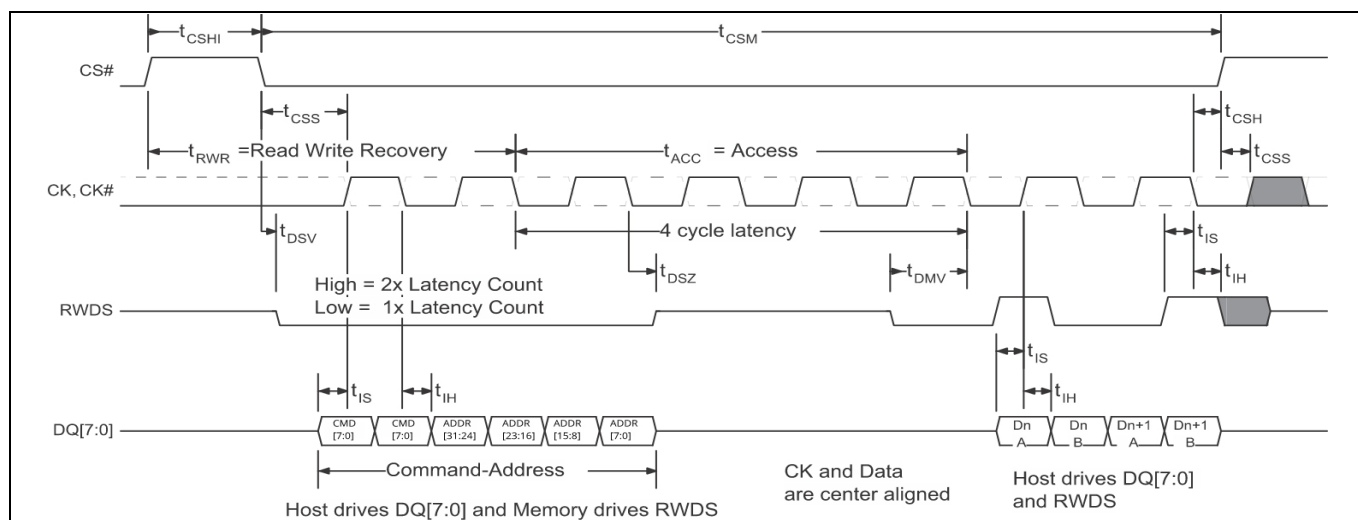 tCSHI
tCSM
CS#
tCSS
tCSH
tRWR =Read Write Recovery
tACC = Access
tCSS
CK, CK#
tDSV
4 cycle latency
tIS
High = 2x Latency Count
tDSZ
tDMV
tIH
Low = 1x Latency Count
RWDS
tIS
tIS
tIH
tIH
DQ[7:0]
CMD
[7:0]
CMD
[7:0]
ADDR
[31:24]
ADDR
[23:16]
ADDR
[15:8]
ADDR
[7:0]
Dn
A
Dn
B
Dn+1
A
Dn+1
B
Command-Address
CK and Data
are center aligned
Host drives DQ[7:0]
and RWDS
Host drives DQ[7:0] and Memory drives RWDS